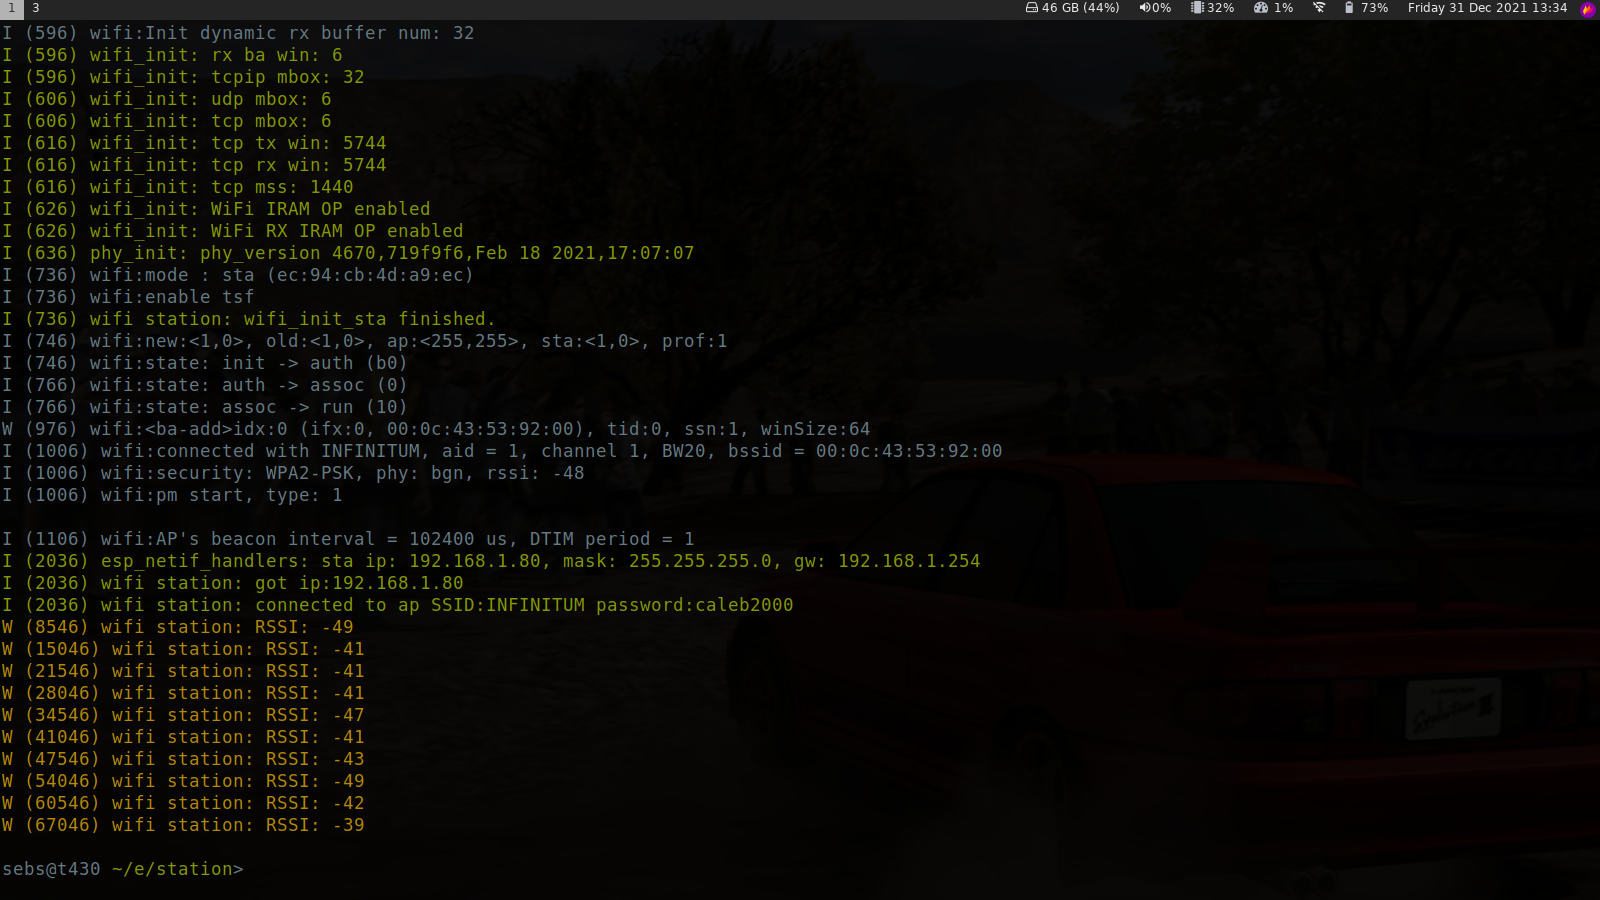 1 3 46 GB (44%) 0% 32% 1% 73% Friday 31 Dec 2021 13:34
I (596) wifi:Init dynamic rx buffer num: 32
I (596) wifi_init: rx ba win: 6
I (596) wifi_init: tcpip mbox: 32
I (606) wifi_init: udp mbox: 6
I (606) wifi_init: tcp mbox: 6
I (616) wifi_init: tcp tx win: 5744
I (616) wifi_init: tcp rx win: 5744
I (616) wifi_init: tcp mss: 1440
I (626) wifi_init: WiFi IRAM OP enabled
I (626) wifi_init: WiFi RX IRAM OP enabled
I (636) phy_init: phy_version 4670,719f9f6,Feb 18 2021,17:07:07
I (736) wifi:mode : sta (ec:94:cb:4d:a9:ec)
I (736) wifi:enable tsf
I (736) wifi station: wifi_init_sta finished.
I (746) wifi:new:<1,0>, old:<1,0>, ap:<255,255>, sta:<1,0>, prof:1
I (746) wifi:state: init -> auth (b0)
I (766) wifi:state: auth -> assoc (0)
I (766) wifi:state: assoc -> run (10)
W (976) wifi:<ba-add>idx:0 (ifx:0, 00:0c:43:53:92:00), tid:0, ssn:1, winSize:64
I (1006) wifi:connected with INFINITUM, aid = 1, channel 1, BW20, bssid = 00:0c:43:53:92:00
I (1006) wifi:security: WPA2-PSK, phy: bgn, rssi: -48
I (1006) wifi:pm start, type: 1
I (1106) wifi:AP's beacon interval = 102400 us, DTIM period = 1
I (2036) esp_netif_handlers: sta ip: 192.168.1.80, mask: 255.255.255.0, gw: 192.168.1.254
I (2036) wifi station: got ip:192.168.1.80
I (2036) wifi station: connected to ap SSID:INFINITUM password:caleb2000
W (8546) wifi station: RSSI: -49
W (15046) wifi station: RSSI: -41
W (21546) wifi station: RSSI: -41
W (28046) wifi station: RSSI: -41
W (34546) wifi station: RSSI: -47
W (41046) wifi station: RSSI: -41
W (47546) wifi station: RSSI: -43
W (54046) wifi station: RSSI: -49
W (60546) wifi station: RSSI: -42
W (67046) wifi station: RSSI: -39
sebs@t430 ~/e/station>